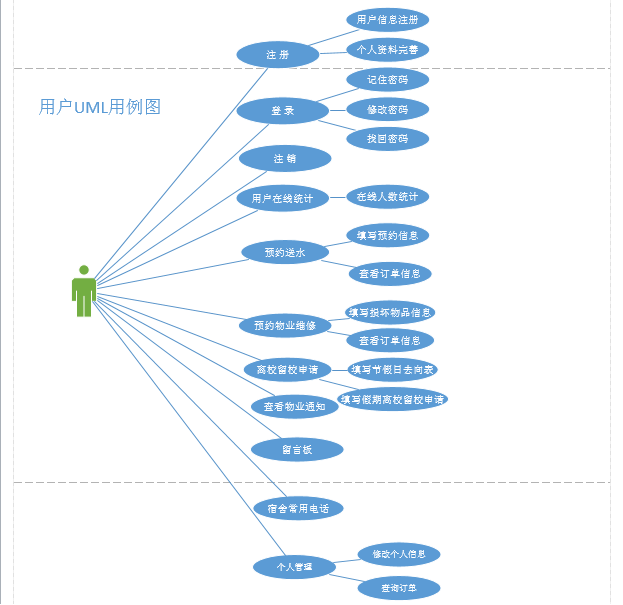 用户信息注册
注 册
个人资料完善
用户UML用例图
记住密码
登 录
修改密码
找回密码
注 销
用户在线统计
在线人数统计
预约送水
填写预约信息
查看订单信息
预约物业维修
填写损坏物品信息
查看订单信息
离校留校申请
填写节假日去向表
填写假期离校留校申请
查看物业通知
留言板
宿舍常用电话
个人管理
修改个人信息
查询订单